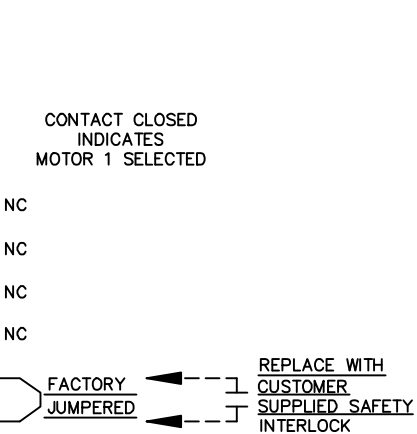 CONTACT CLOSED
INDICATES
MOTOR 1 SELECTED
NC
NC
NC
NC
FACTORY
JUMPERED
REPLACE WITH
CUSTOMER
SUPPLIED SAFETY
INTERLOCK